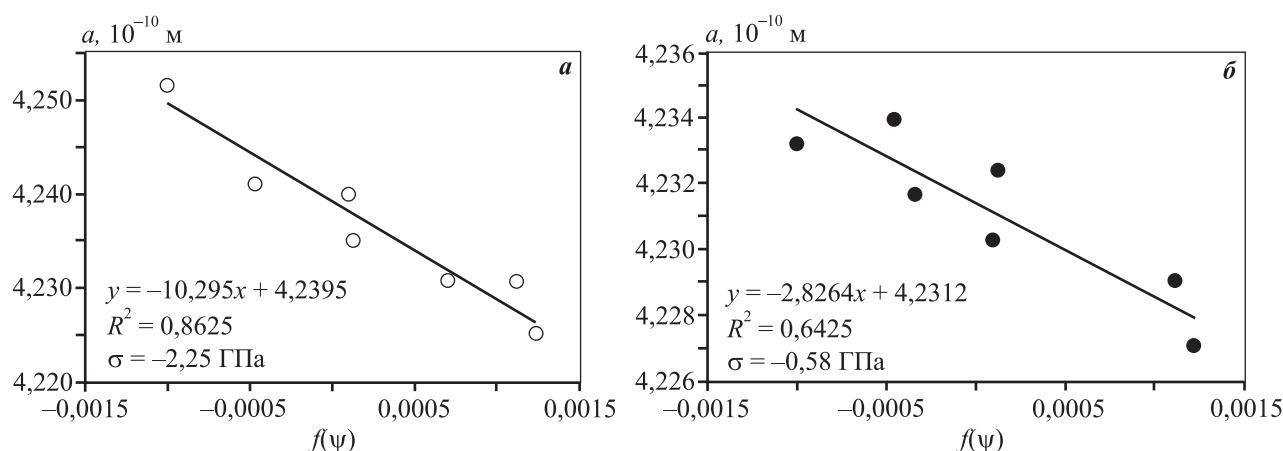 a, 10⁻¹⁰ м
а
4,250
4,240
4,230
4,220
y = –10,295x + 4,2395
R² = 0,8625
σ = –2,25 ГПа
–0,0015
–0,0005
0,0005
0,0015
f(ψ)
a, 10⁻¹⁰ м
б
4,236
4,234
4,232
4,230
4,228
4,226
y = –2,8264x + 4,2312
R² = 0,6425
σ = –0,58 ГПа
–0,0015
–0,0005
0,0005
0,0015
f(ψ)